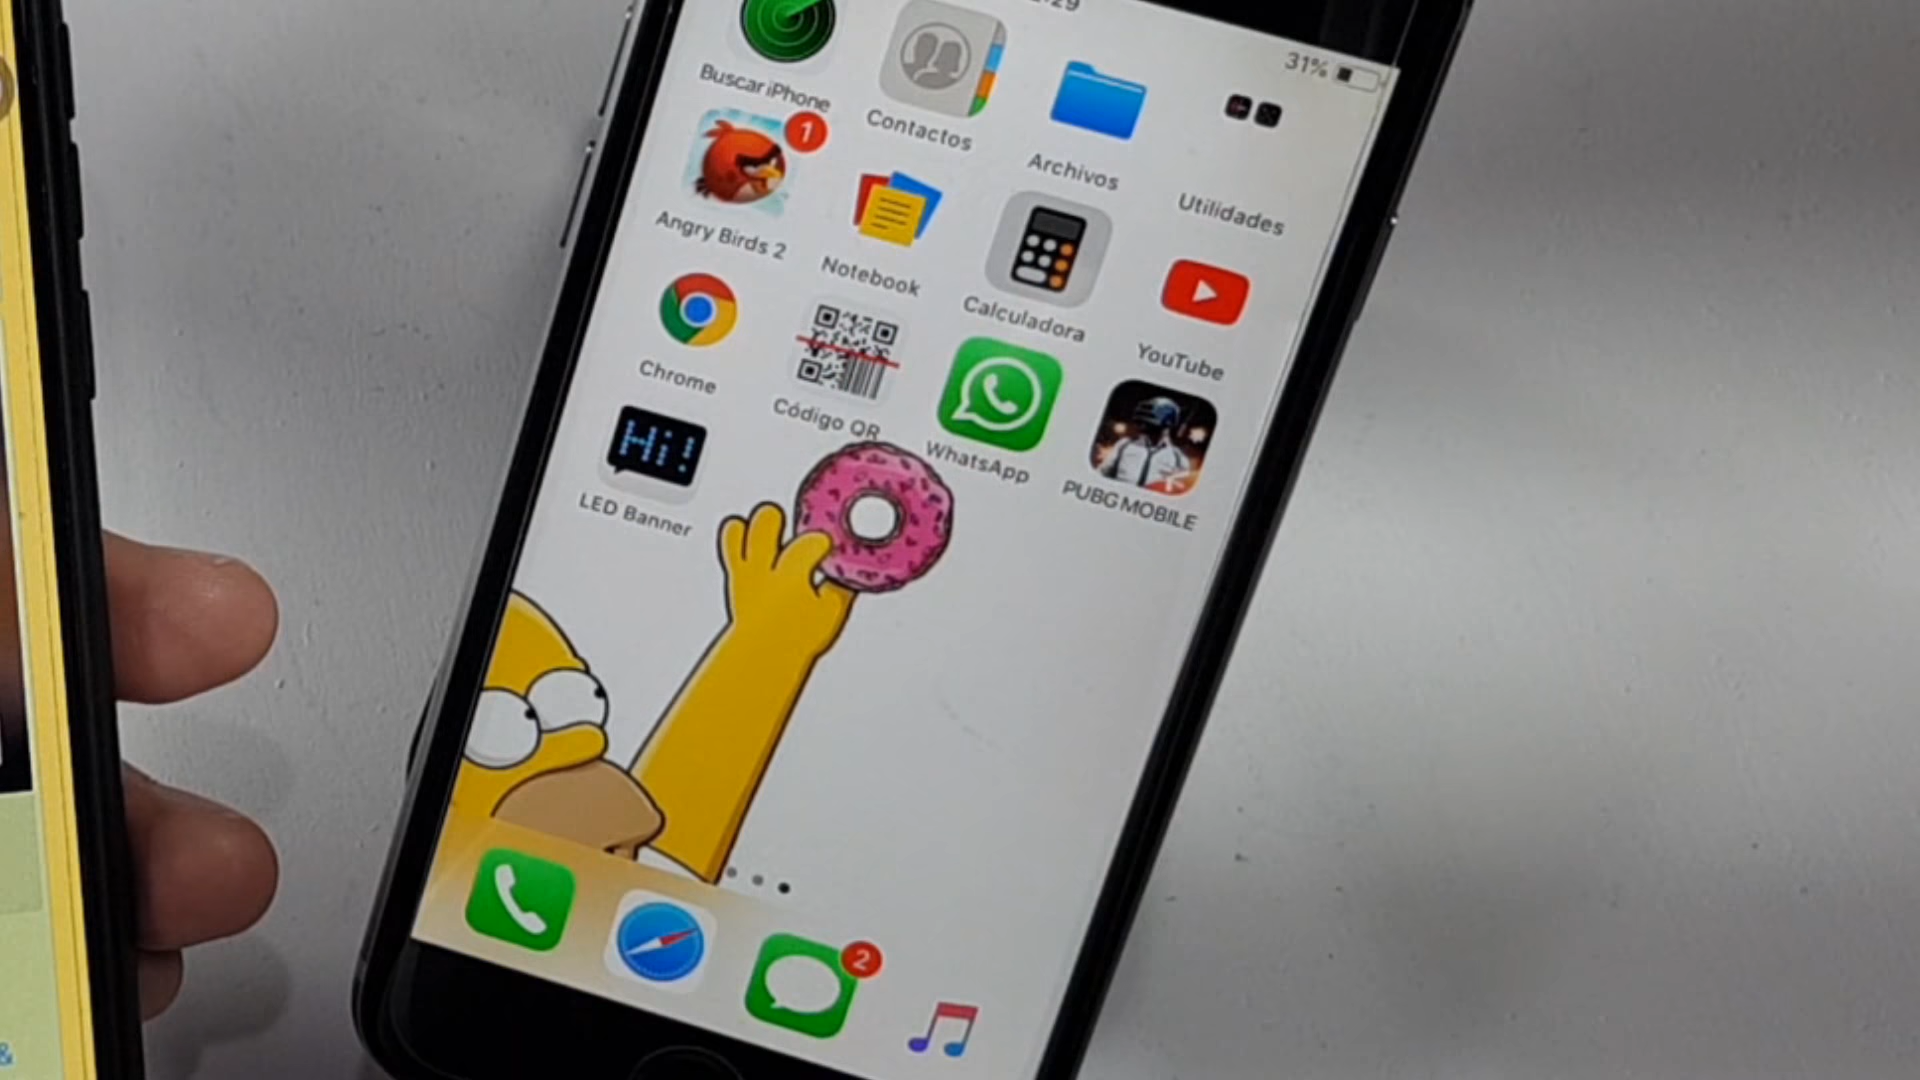 :29
31%
Buscar iPhone
Contactos
Archivos
Utilidades
1
Angry Birds 2
Notebook
Calculadora
YouTube
Chrome
Código QR
WhatsApp
PUBG MOBILE
Hi!
LED Banner
2
&